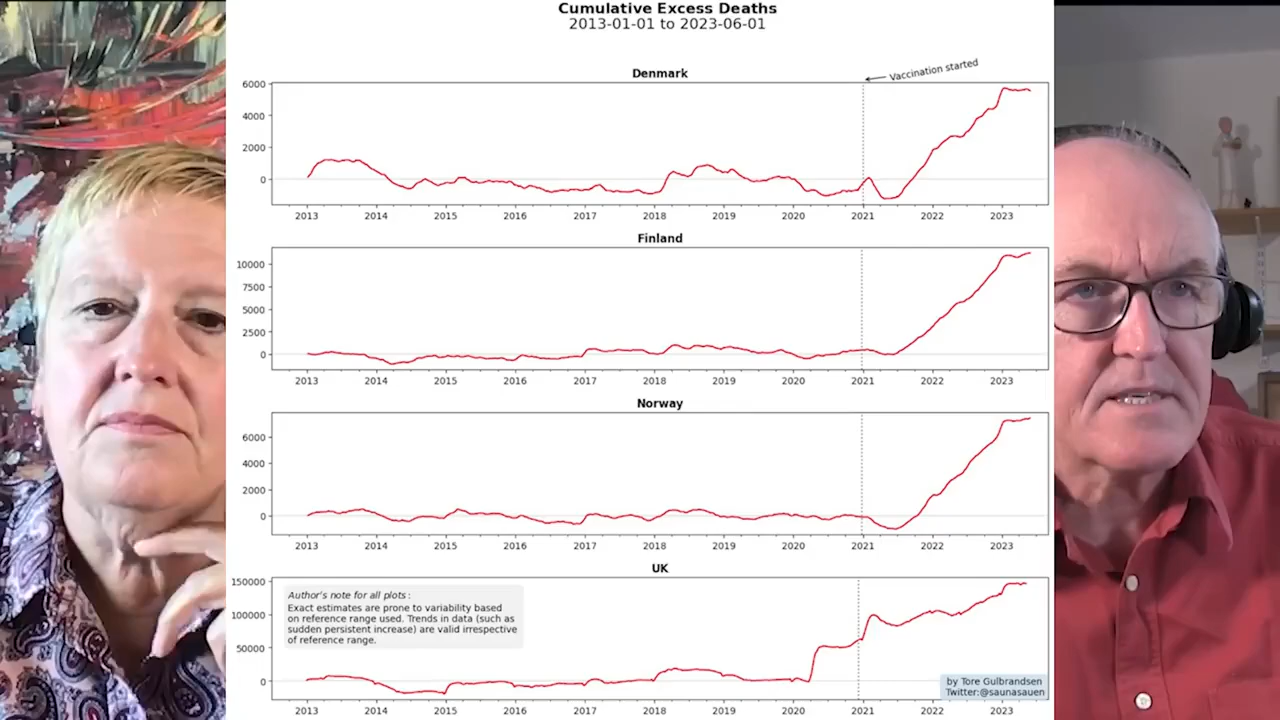 Cumulative Excess Deaths
2013-01-01 to 2023-06-01
Vaccination started
Denmark
6000
4000
2000
0
2013 2014 2015 2016 2017 2018 2019 2020 2021 2022 2023
Finland
10000
7500
5000
2500
0
2013 2014 2015 2016 2017 2018 2019 2020 2021 2022 2023
Norway
6000
4000
2000
0
2013 2014 2015 2016 2017 2018 2019 2020 2021 2022 2023
UK
150000
100000
50000
0
Author's note for all plots:
Exact estimates are prone to variability based
on reference range used. Trends in data (such as
sudden persistent increase) are valid irrespective
of reference range.
by Tore Gulbrandsen
Twitter:@saunasauen
2013 2014 2015 2016 2017 2018 2019 2020 2021 2022 2023